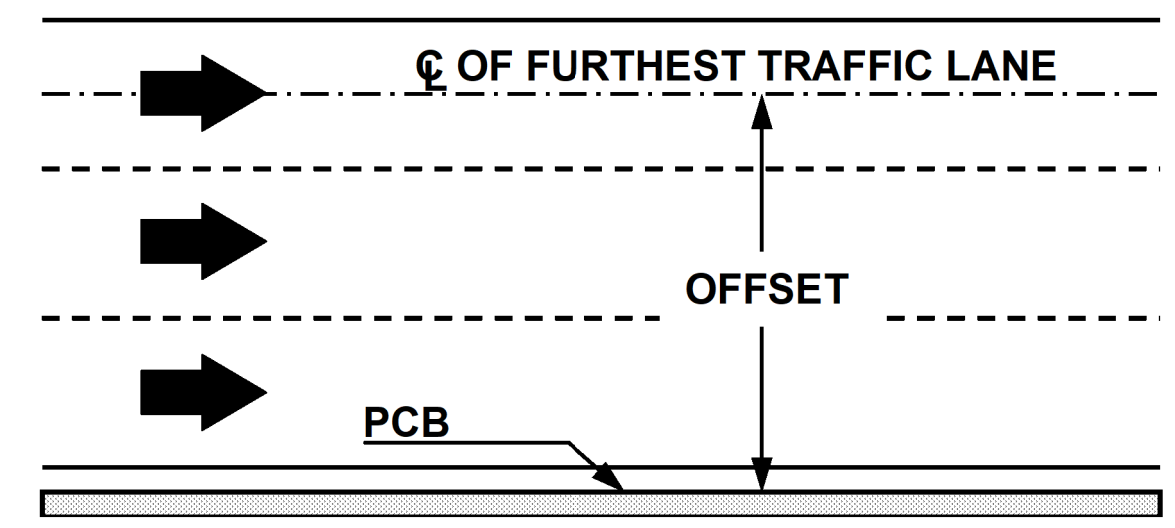 ℄ OF FURTHEST TRAFFIC LANE
OFFSET
PCB